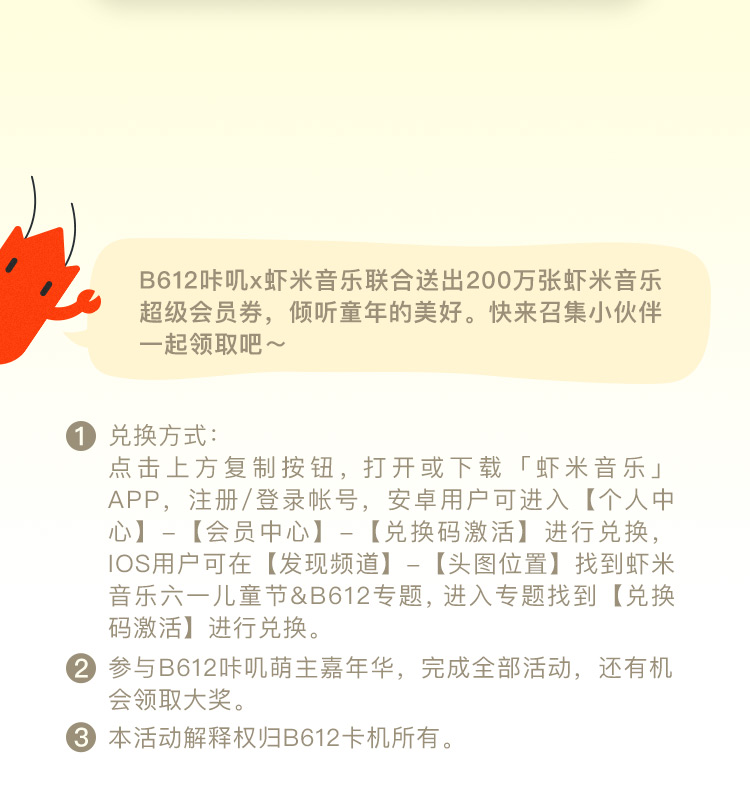 B612咔叽x虾米音乐联合送出200万张虾米音乐
超级会员券，倾听童年的美好。快来召集小伙伴
一起领取吧～
1 兑换方式：
点击上方复制按钮，打开或下载「虾米音乐」
APP，注册/登录帐号，安卓用户可进入【个人中
心】–【会员中心】–【兑换码激活】进行兑换，
IOS用户可在【发现频道】–【头图位置】找到虾米
音乐六一儿童节&B612专题，进入专题找到【兑换
码激活】进行兑换。
2 参与B612咔叽萌主嘉年华，完成全部活动，还有机
会领取大奖。
3 本活动解释权归B612卡机所有。